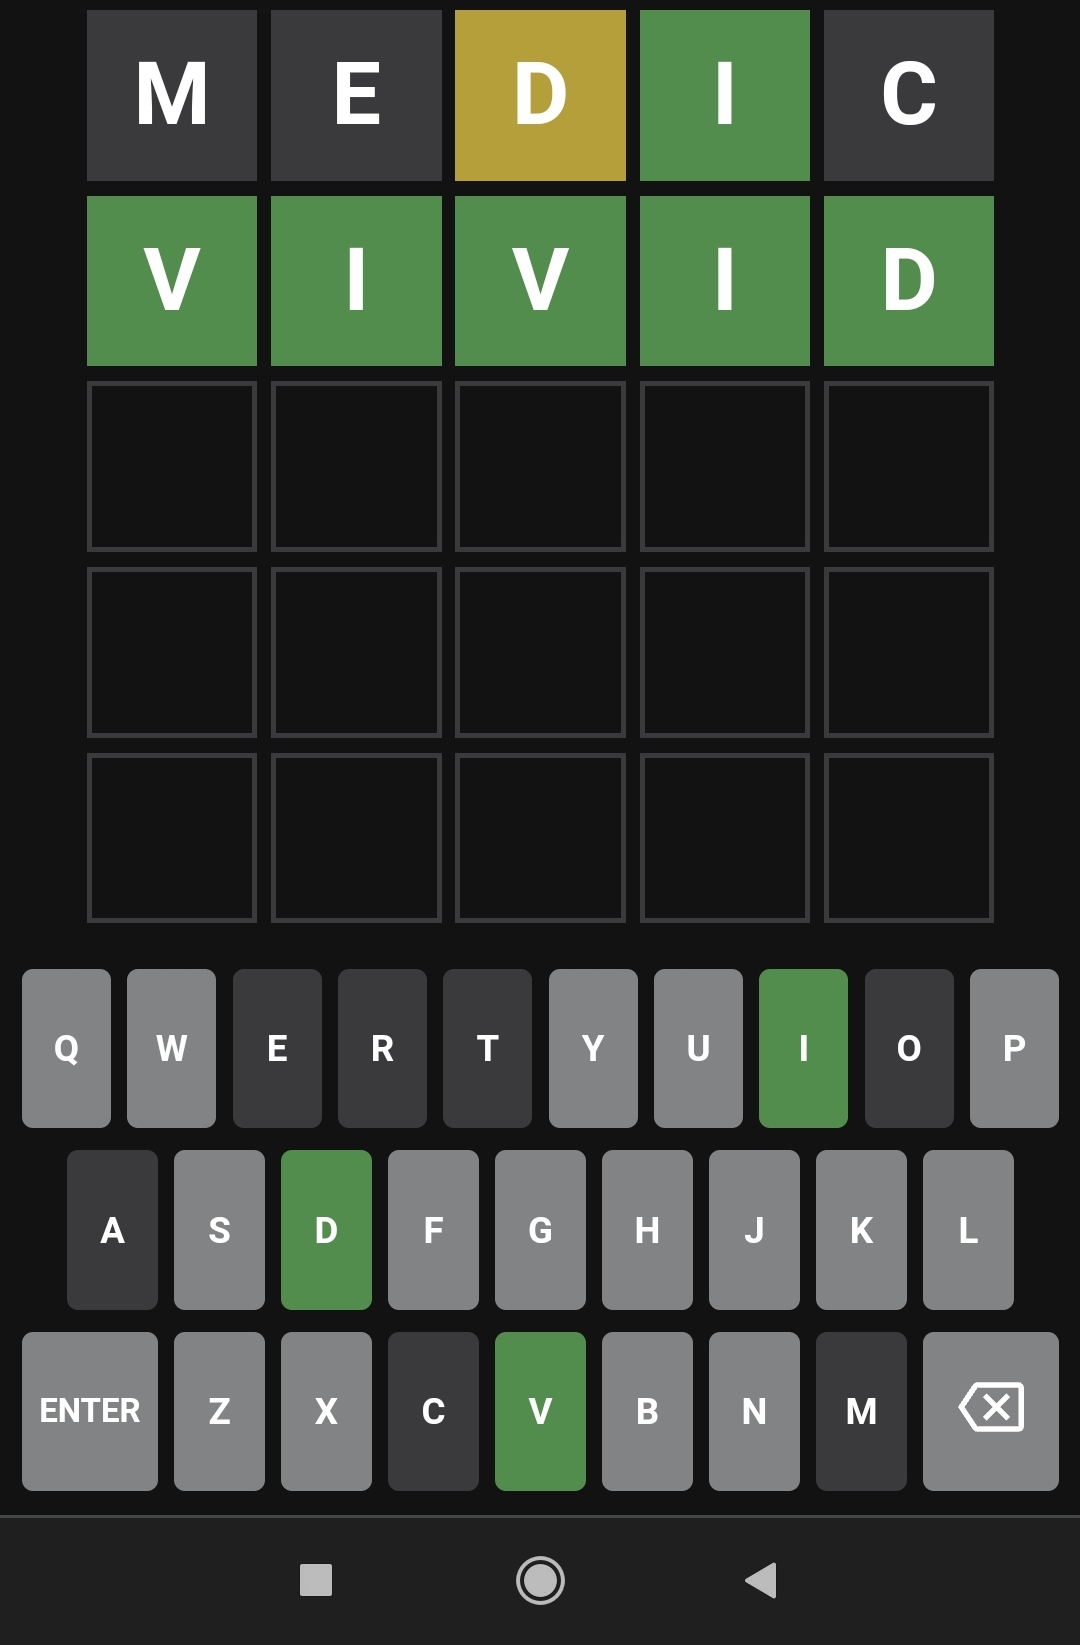 M E D I C
V I V I D
Q W E R T Y U I O P
A S D F G H J K L
ENTER Z X C V B N M